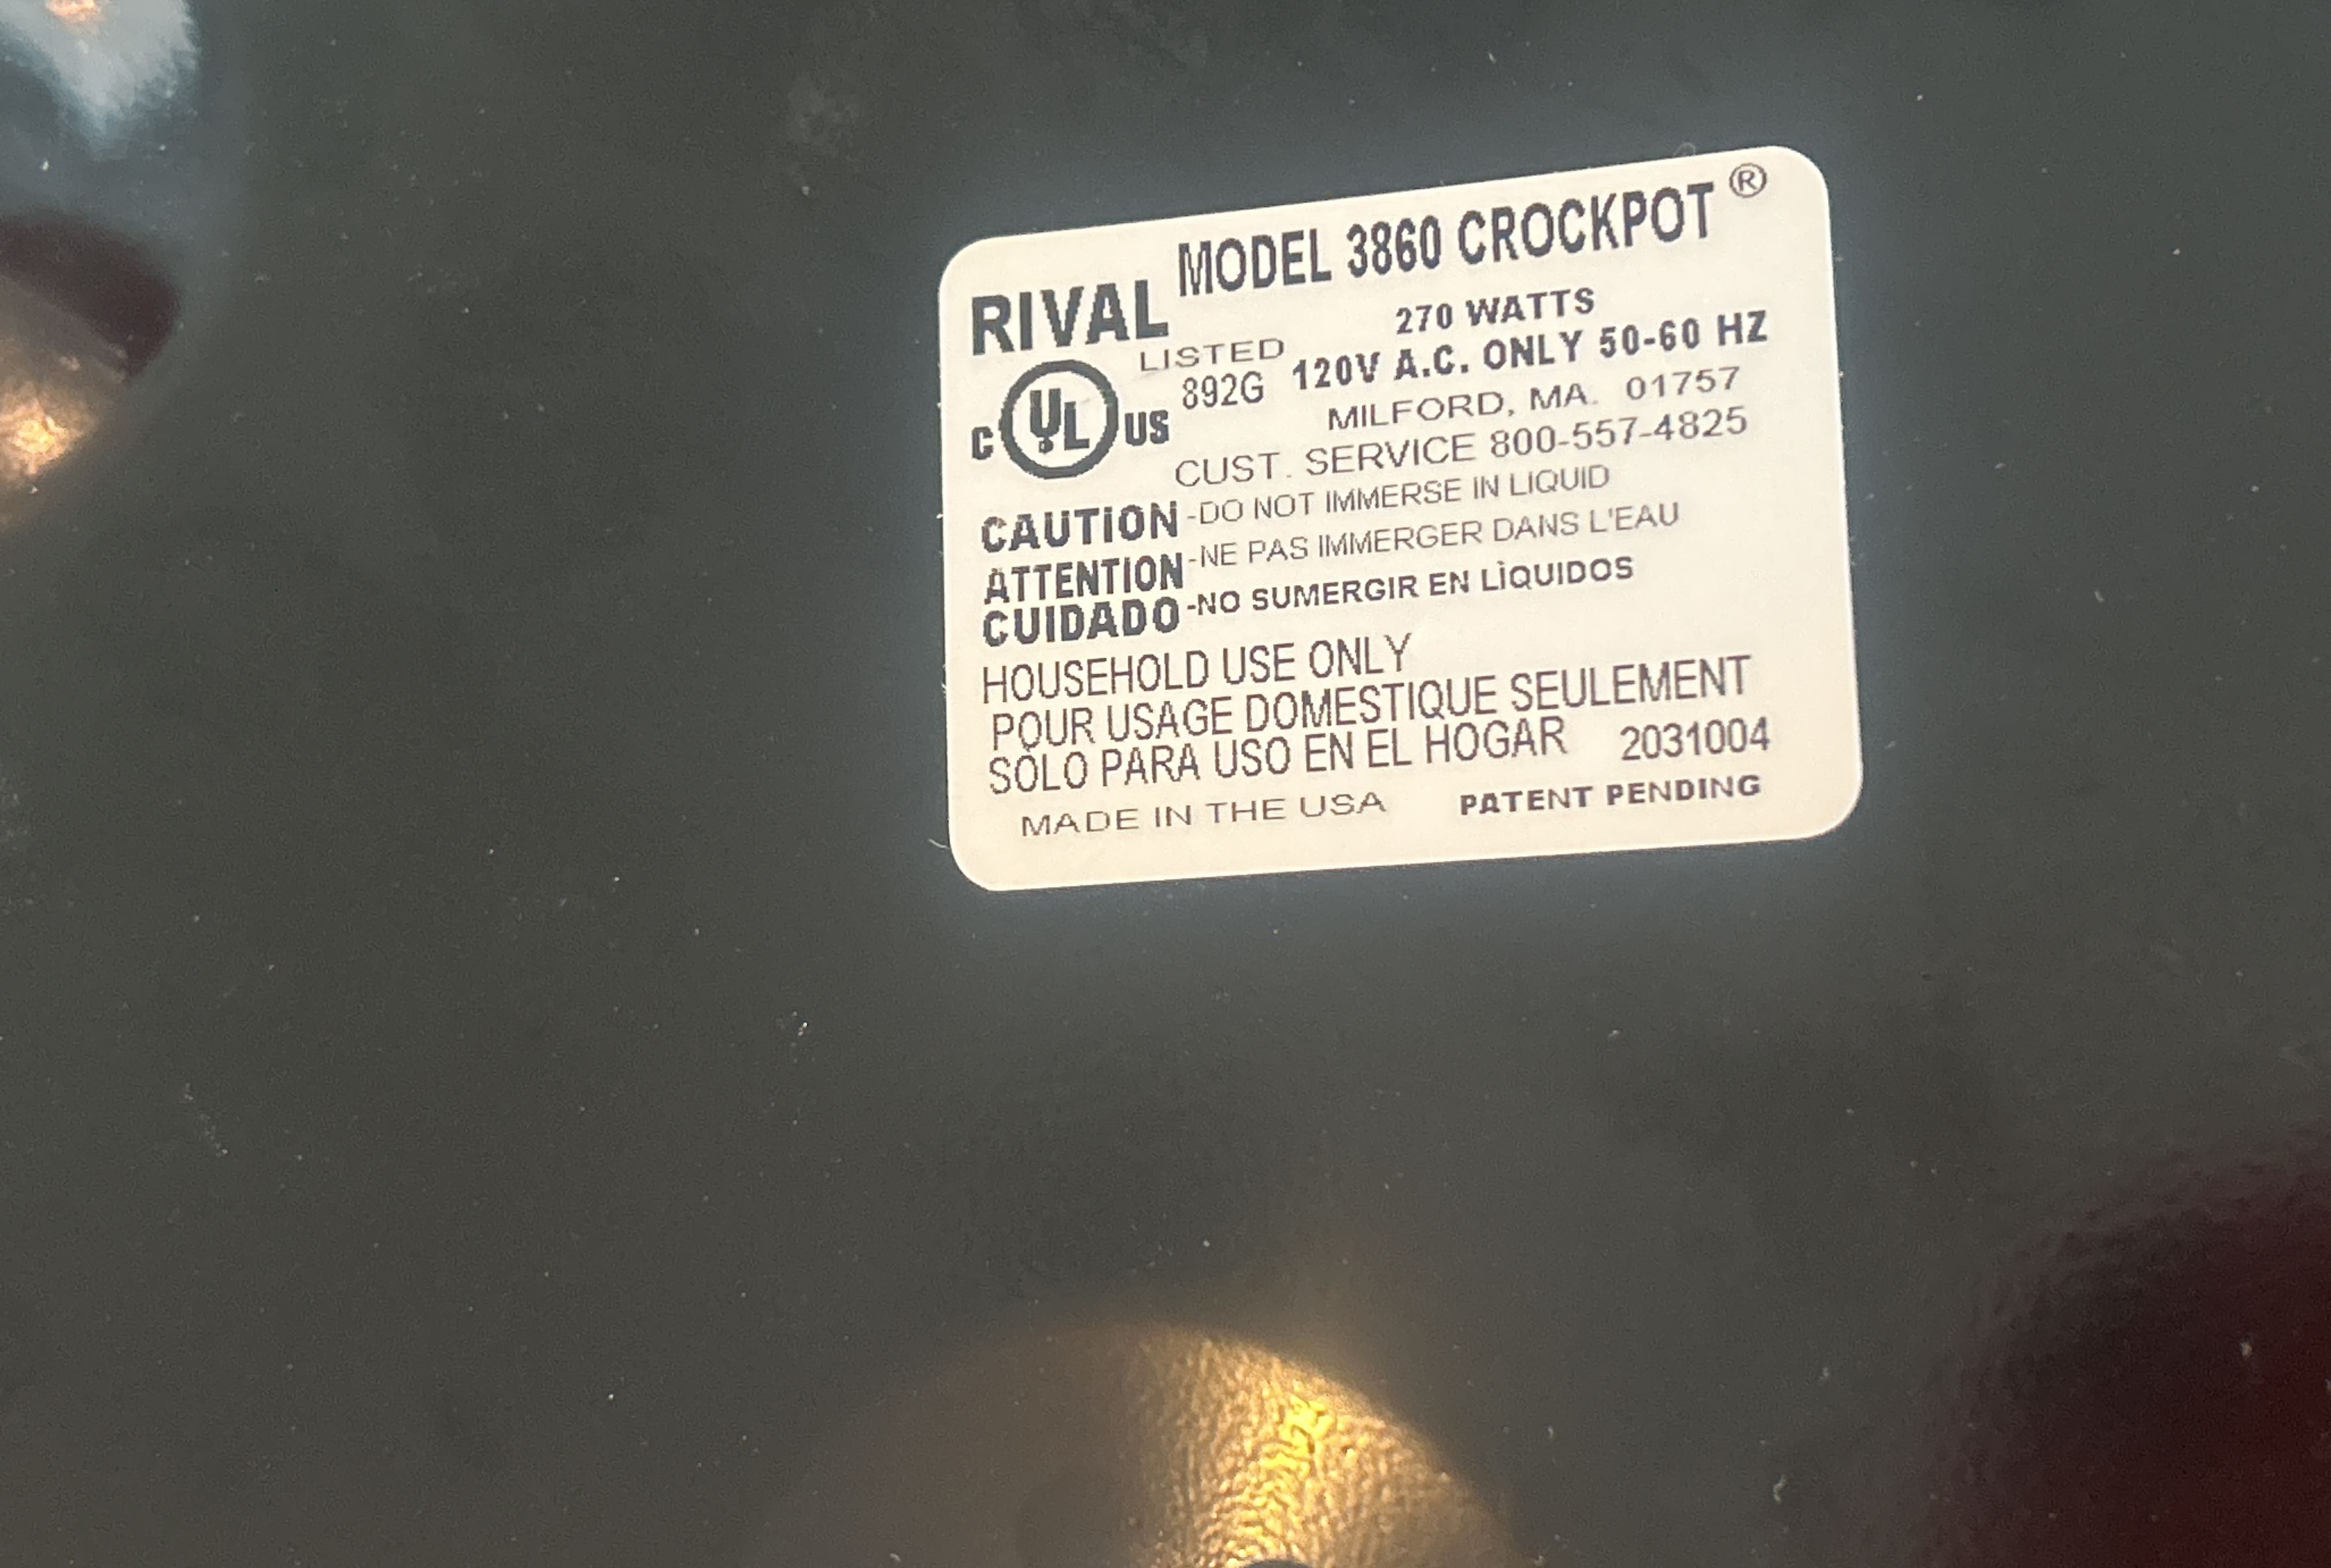 RIVAL MODEL 3860 CROCKPOT ®
270 WATTS
LISTED
892G 120V A.C. ONLY 50-60 HZ
C UL US
MILFORD, MA. 01757
CUST. SERVICE 800-557-4825
CAUTION -DO NOT IMMERSE IN LIQUID
ATTENTION -NE PAS IMMERGER DANS L'EAU
CUIDADO -NO SUMERGIR EN LÌQUIDOS
HOUSEHOLD USE ONLY
POUR USAGE DOMESTIQUE SEULEMENT
SÓLO PARA USO EN EL HOGAR 2031004
MADE IN THE USA PATENT PENDING